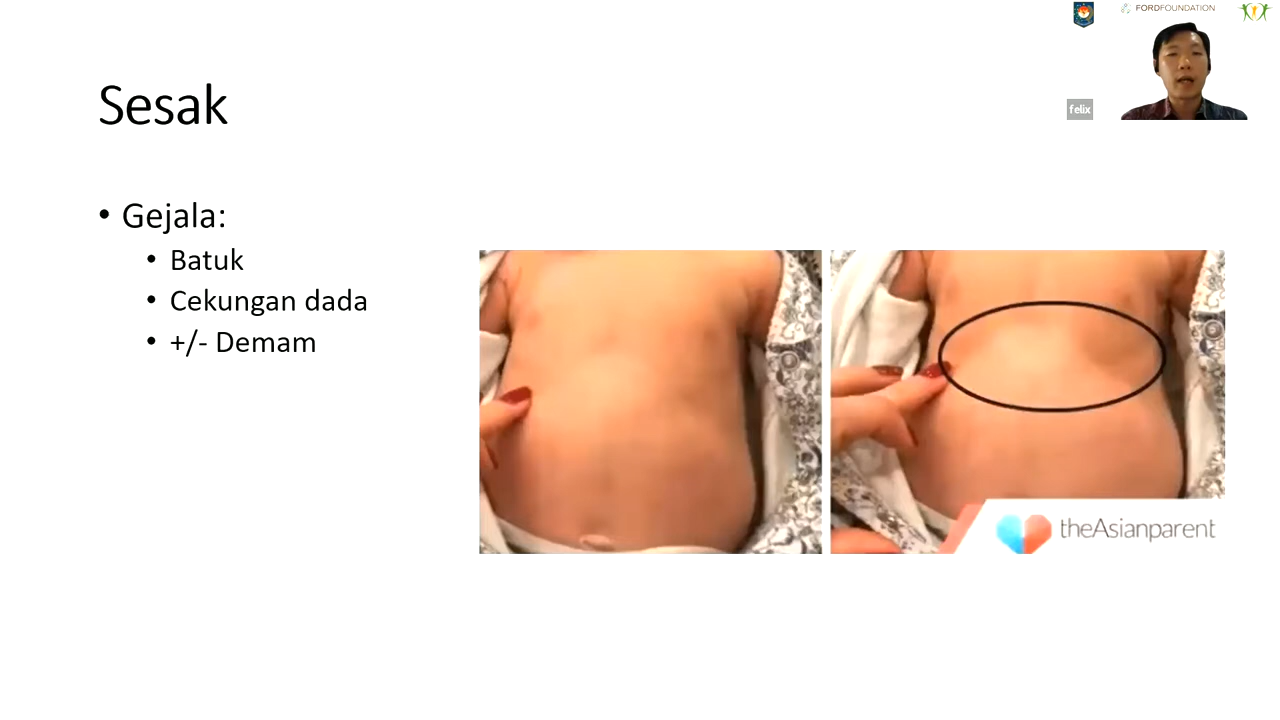 FORDFOUNDATION
felix
Sesak
• Gejala:
• Batuk
• Cekungan dada
• +/- Demam
theAsianparent